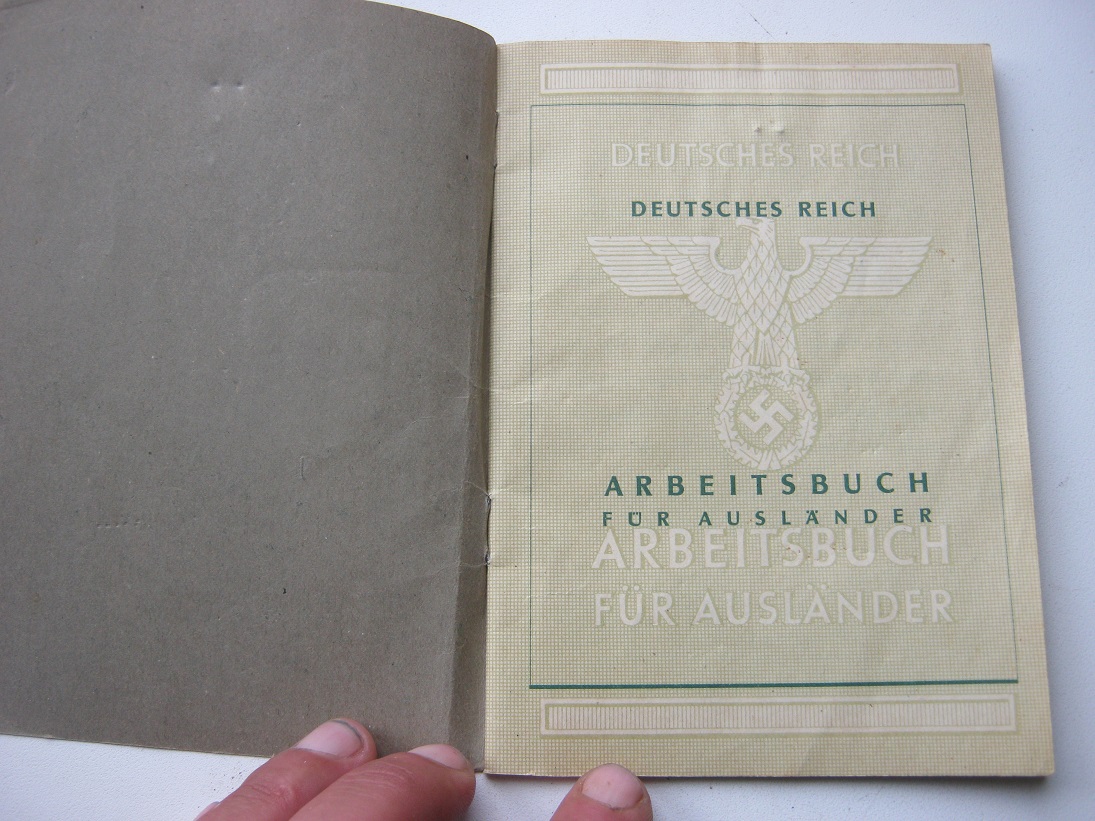 DEUTSCHES REICH
DEUTSCHES REICH
ARBEITSBUCH
FÜR AUSLÄNDER
ARBEITSBUCH
FÜR AUSLÄNDER